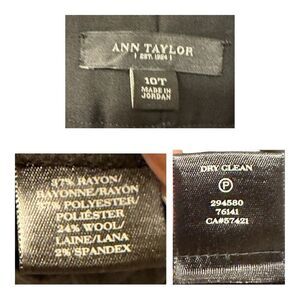 ANN TAYLOR
EST. 1954
10T
MADE IN
JORDAN
37% RAYON/
RAYONNE/RAYON
% POLYESTER/
POLIÉSTER
24% WOOL/
LAINE/LANA
2% SPANDEX
DRY CLEAN
P
294580
76141
CA#57421